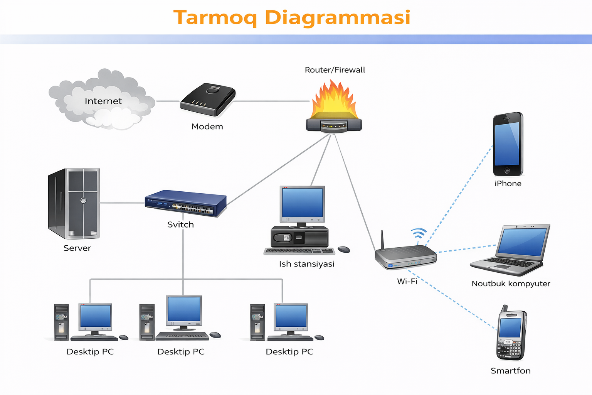 Tarmoq Diagrammasi
Router/Firewall
Internet
Modem
iPhone
Svitch
Server
Ish stansiyasi
Wi-Fi
Noutbuk kompyuter
Desktip PC
Desktip PC
Desktip PC
Smartfon